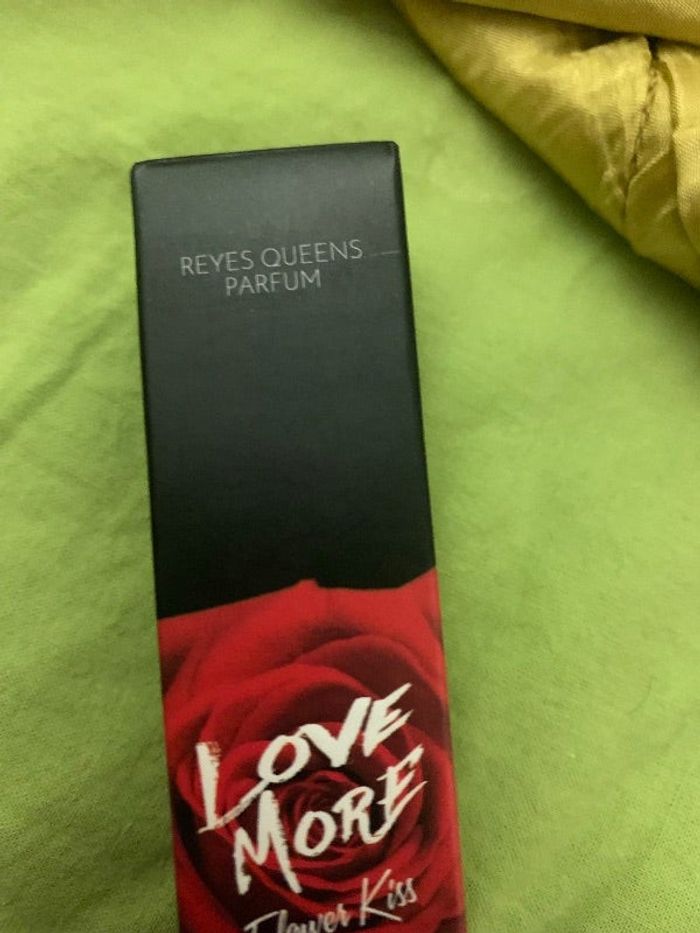 REYES QUEENS
PARFUM
LOVE
MORE
Flower Kiss